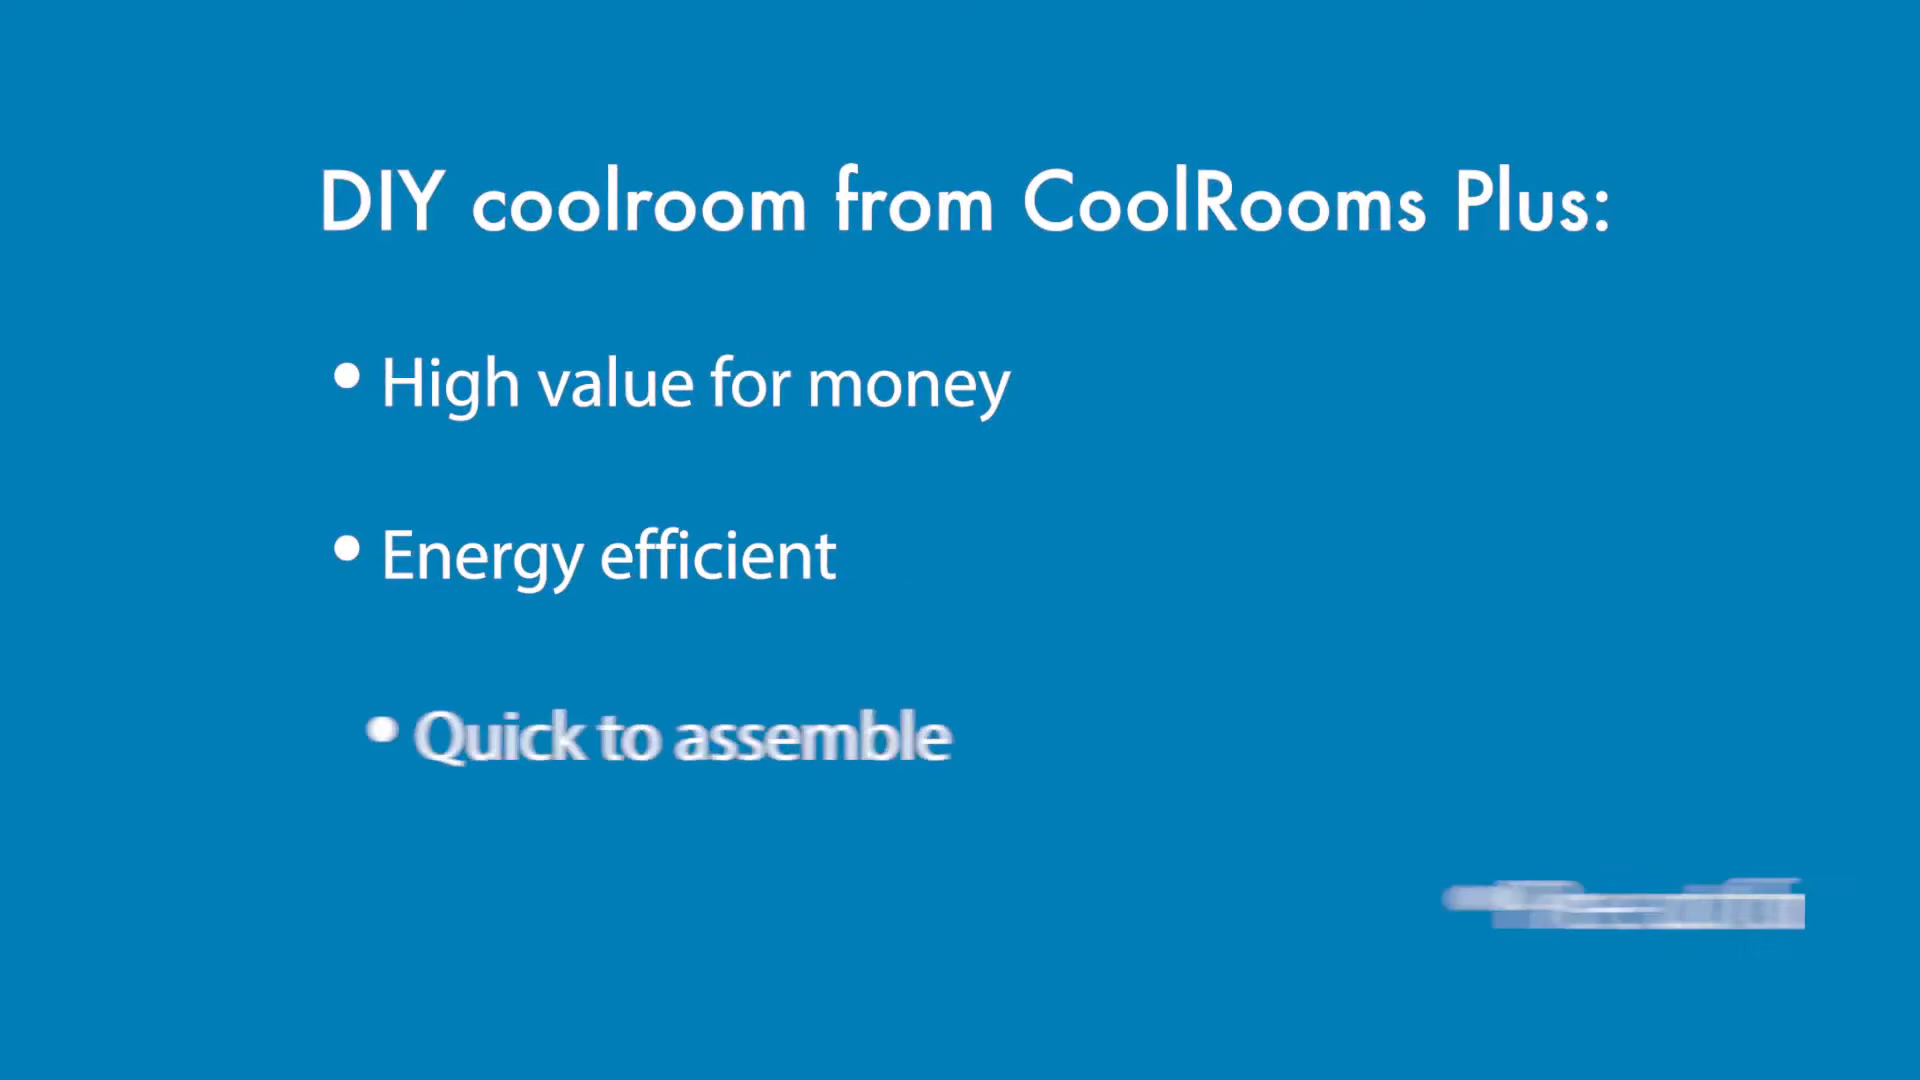 DIY coolroom from CoolRooms Plus:
• High value for money
• Energy efficient
• Quick to assemble